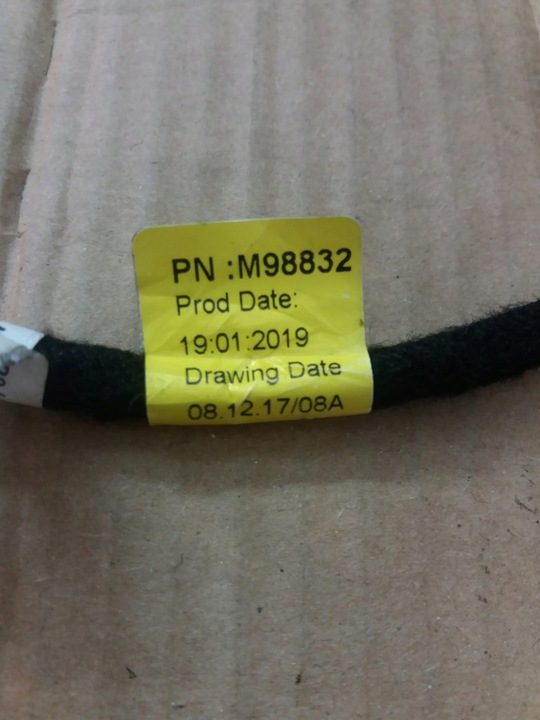 PN :M98832
Prod Date:
19:01:2019
Drawing Date
08.12.17/08A